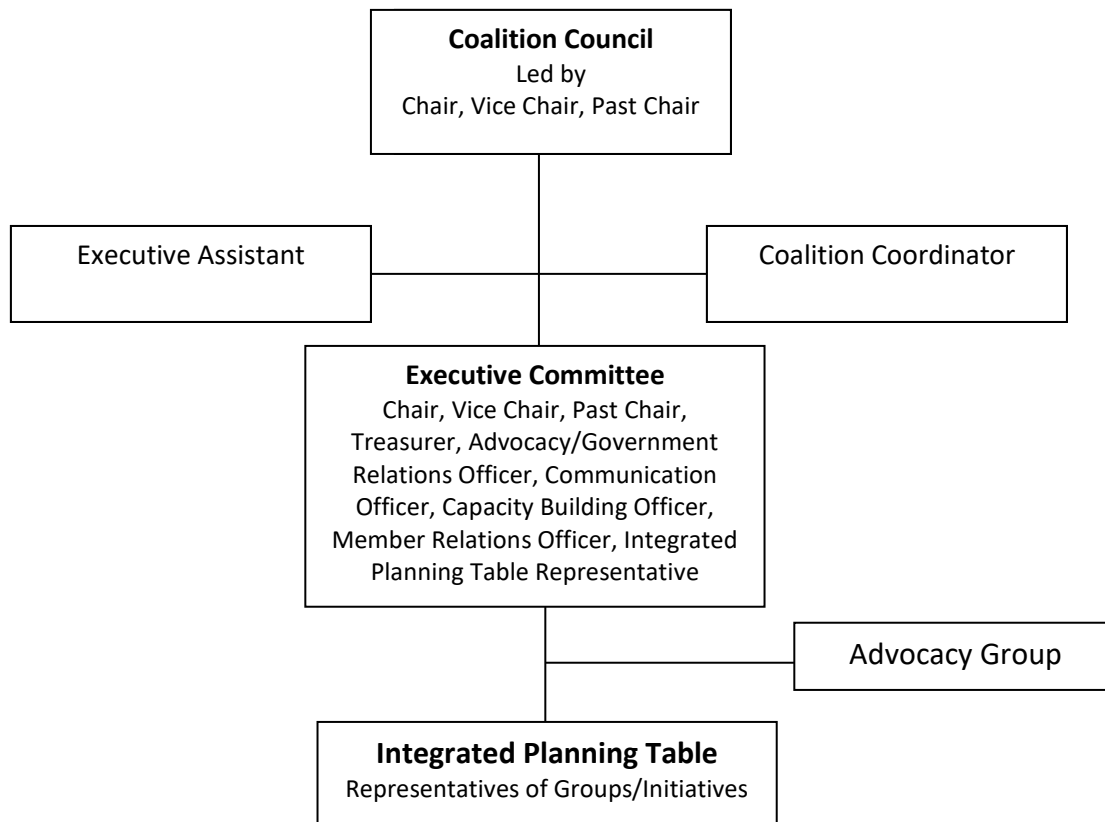 Coalition Council
Led by
Chair, Vice Chair, Past Chair
Executive Assistant
Coalition Coordinator
Executive Committee
Chair, Vice Chair, Past Chair,
Treasurer, Advocacy/Government
Relations Officer, Communication
Officer, Capacity Building Officer,
Member Relations Officer, Integrated
Planning Table Representative
Advocacy Group
Integrated Planning Table
Representatives of Groups/Initiatives